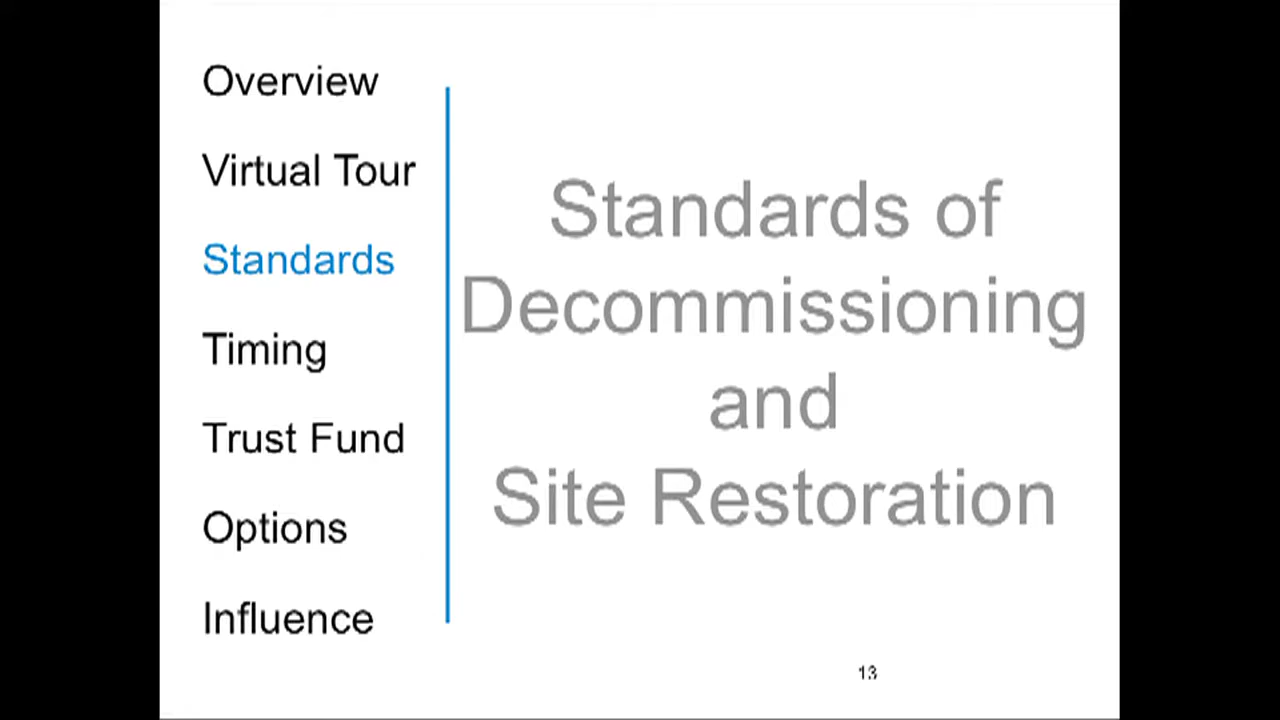 Overview
Virtual Tour
Standards
Timing
Trust Fund
Options
Influence
Standards of
Decommissioning
and
Site Restoration
13